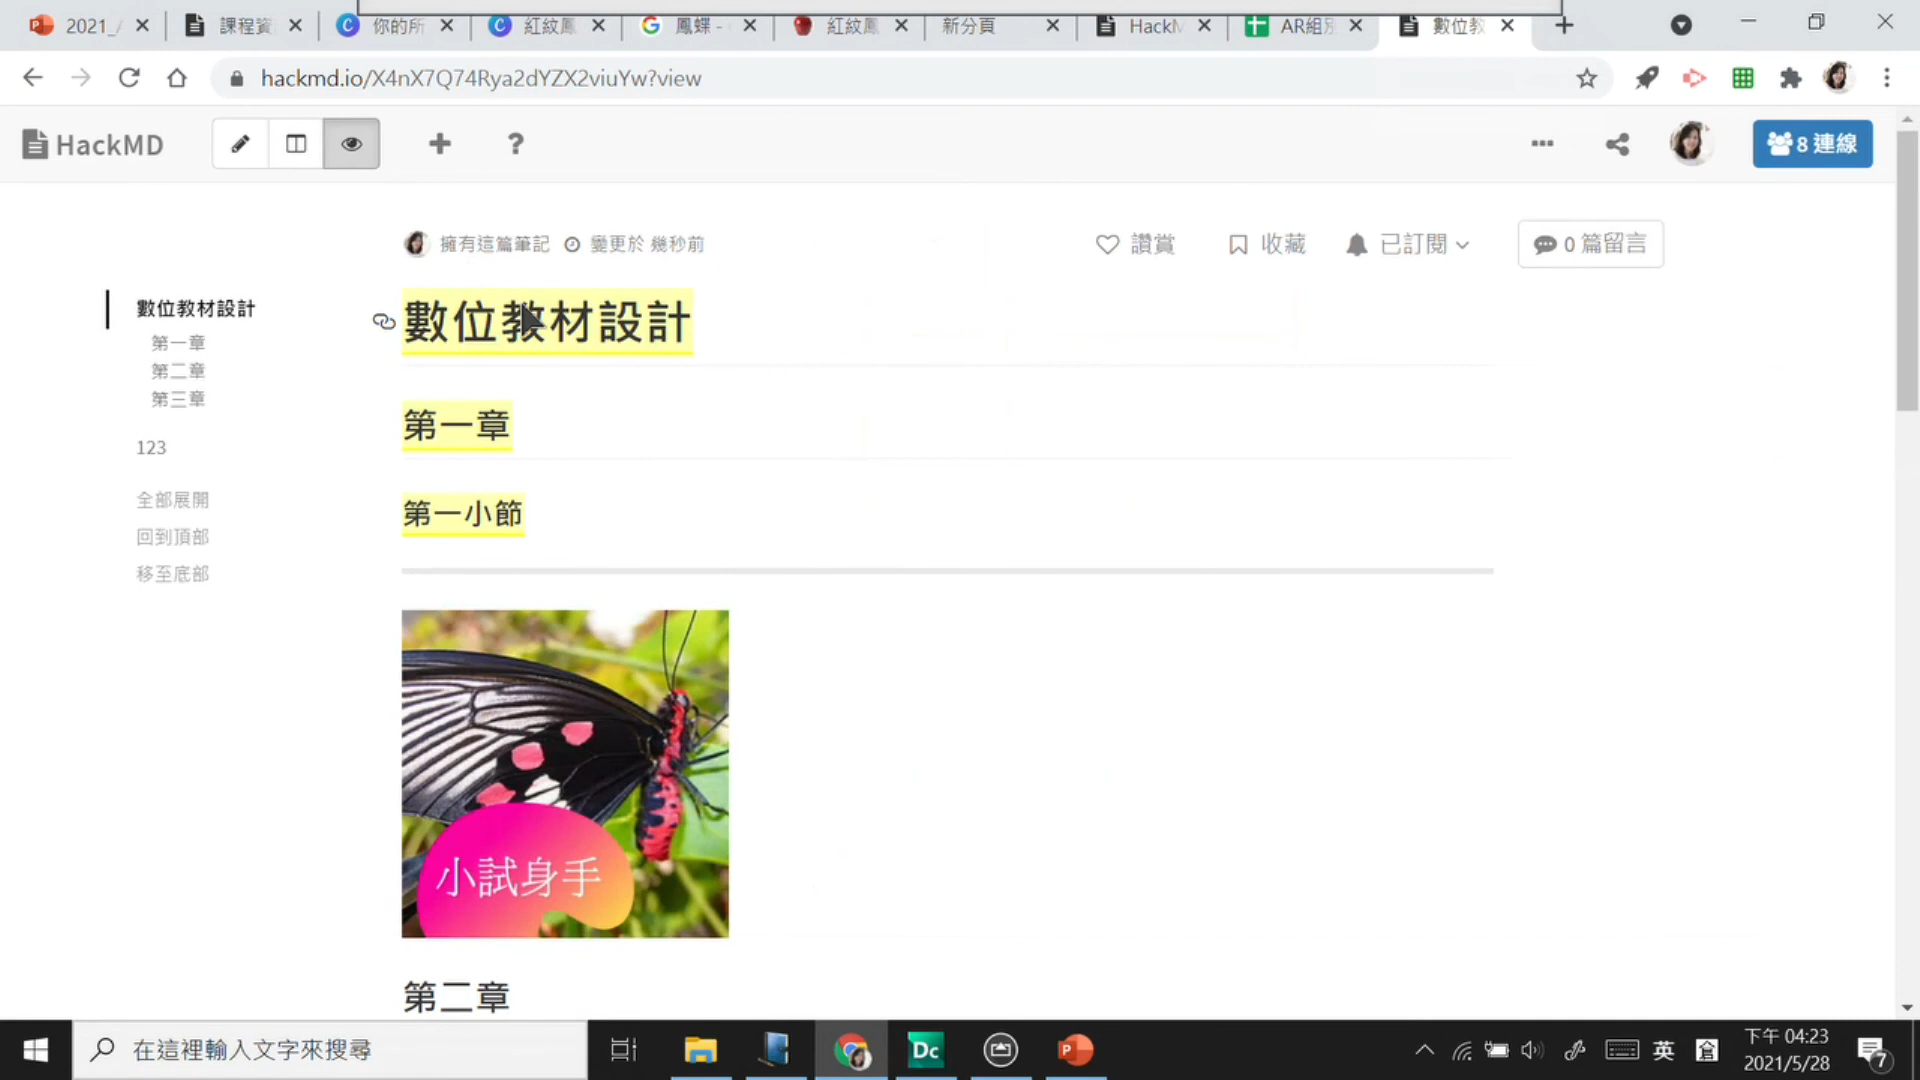 2021_
課程資
你的所
紅紋鳳
鳳蝶 -
紅紋鳳
新分頁
HackM
AR組別
數位教
hackmd.io/X4nX7Q74Rya2dYZX2viuYw?view
HackMD
?
8 連線
擁有這篇筆記 變更於 幾秒前
讚賞
收藏
已訂閱
0 篇留言
數位教材設計
第一章
第二章
第三章
123
全部展開
回到頂部
移至底部
數位教材設計
第一章
第一小節
小試身手
第二章
在這裡輸入文字來搜尋
Dc
英
倉
下午 04:23
2021/5/28
7